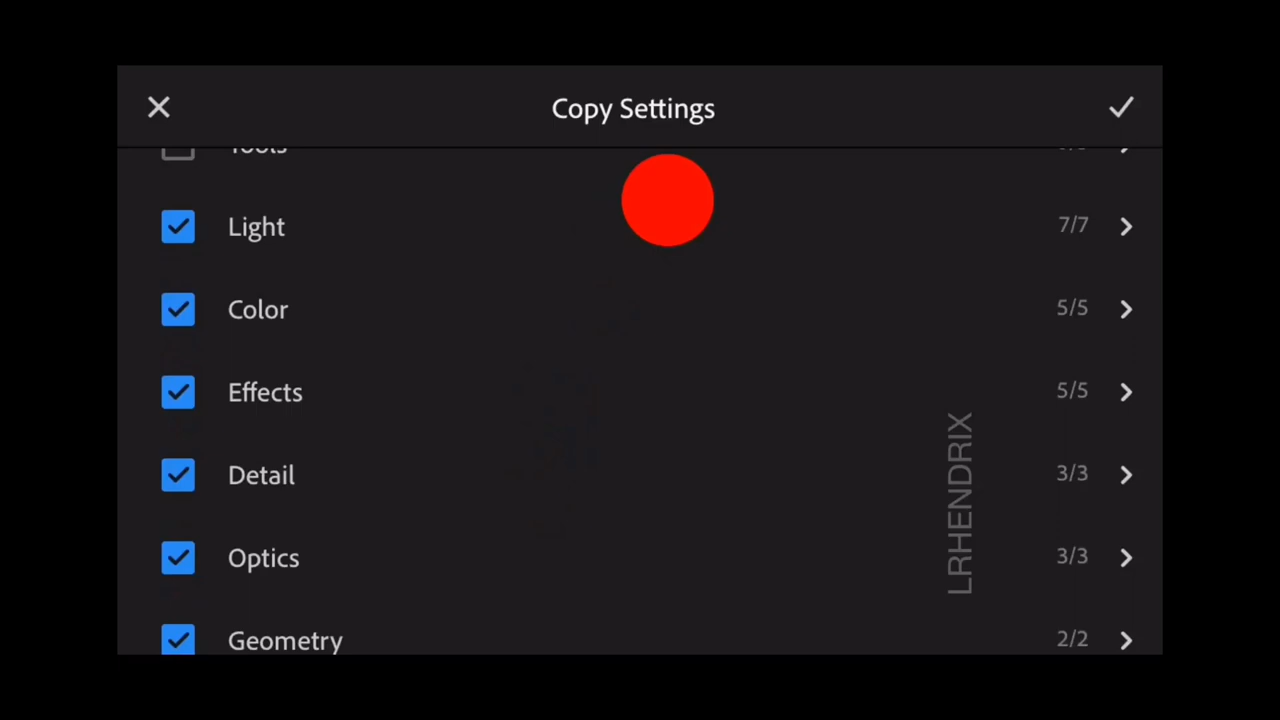 Copy Settings
Tools
Light 7/7
Color 5/5
Effects 5/5
Detail 3/3
Optics 3/3
Geometry 2/2
LRHENDRIX